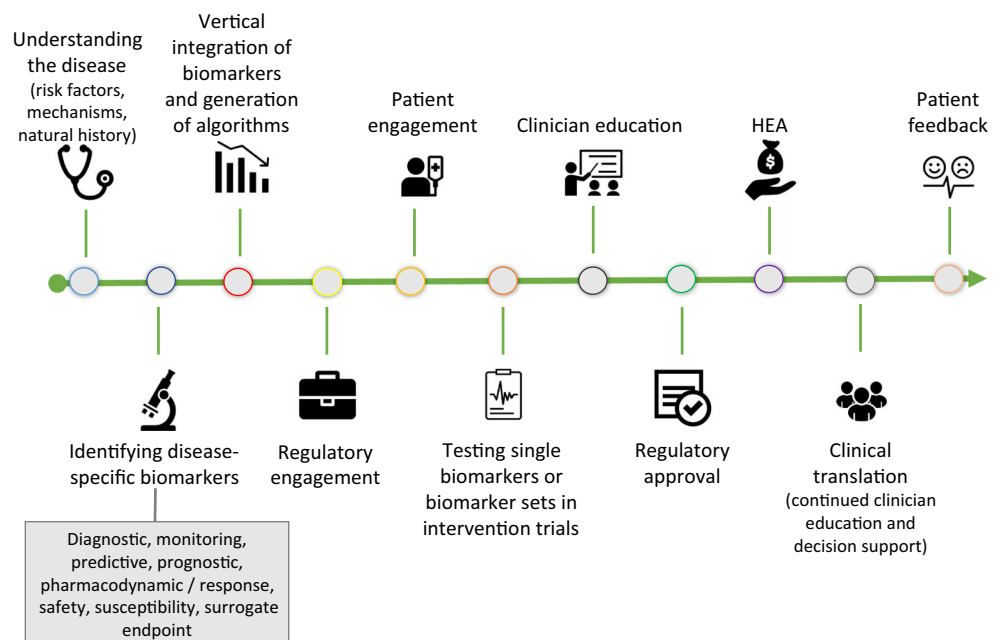 Understanding
the disease
(risk factors,
mechanisms,
natural history)
Vertical
integration of
biomarkers
and generation
of algorithms
Patient
engagement
Clinician education
HEA
$
Patient
feedback
Identifying disease-
specific biomarkers
Diagnostic, monitoring,
predictive, prognostic,
pharmacodynamic / response,
safety, susceptibility, surrogate
endpoint
Regulatory
engagement
Testing single
biomarkers or
biomarker sets in
intervention trials
Regulatory
approval
Clinical
translation
(continued clinician
education and
decision support)